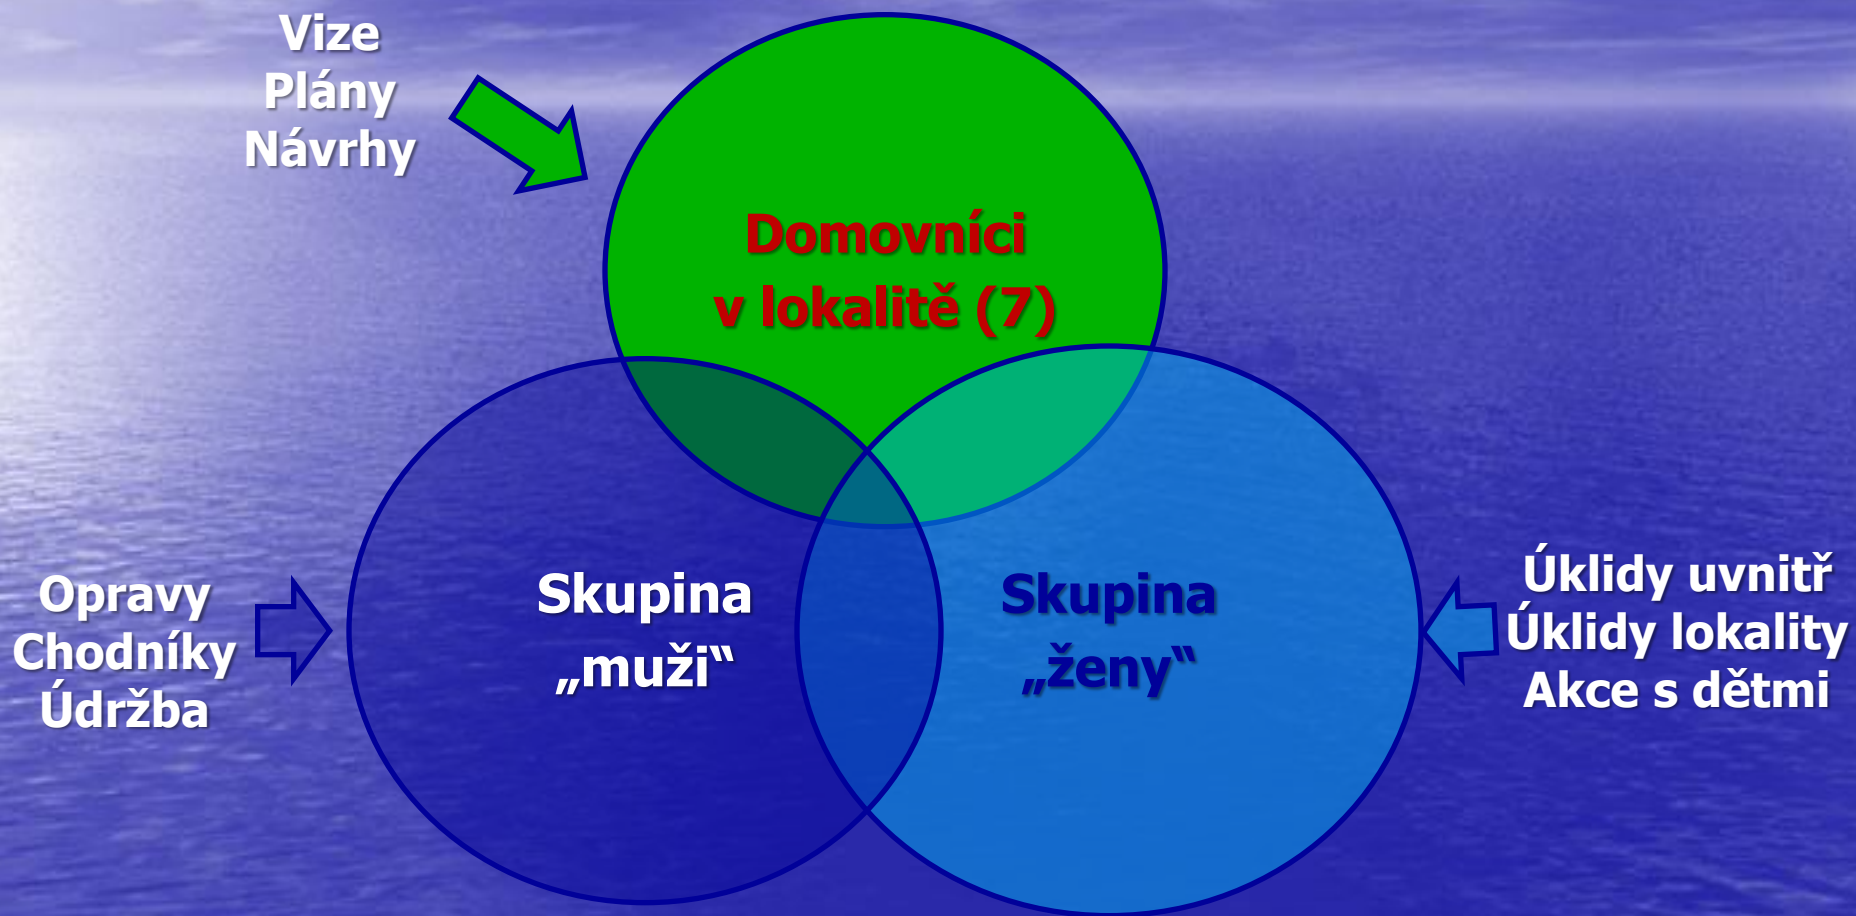 Vize
Plány
Návrhy
Domovníci
v lokalitě (7)
Opravy
Chodníky
Údržba
Skupina
„muži“
Skupina
„ženy“
Úklidy uvnitř
Úklidy lokality
Akce s dětmi